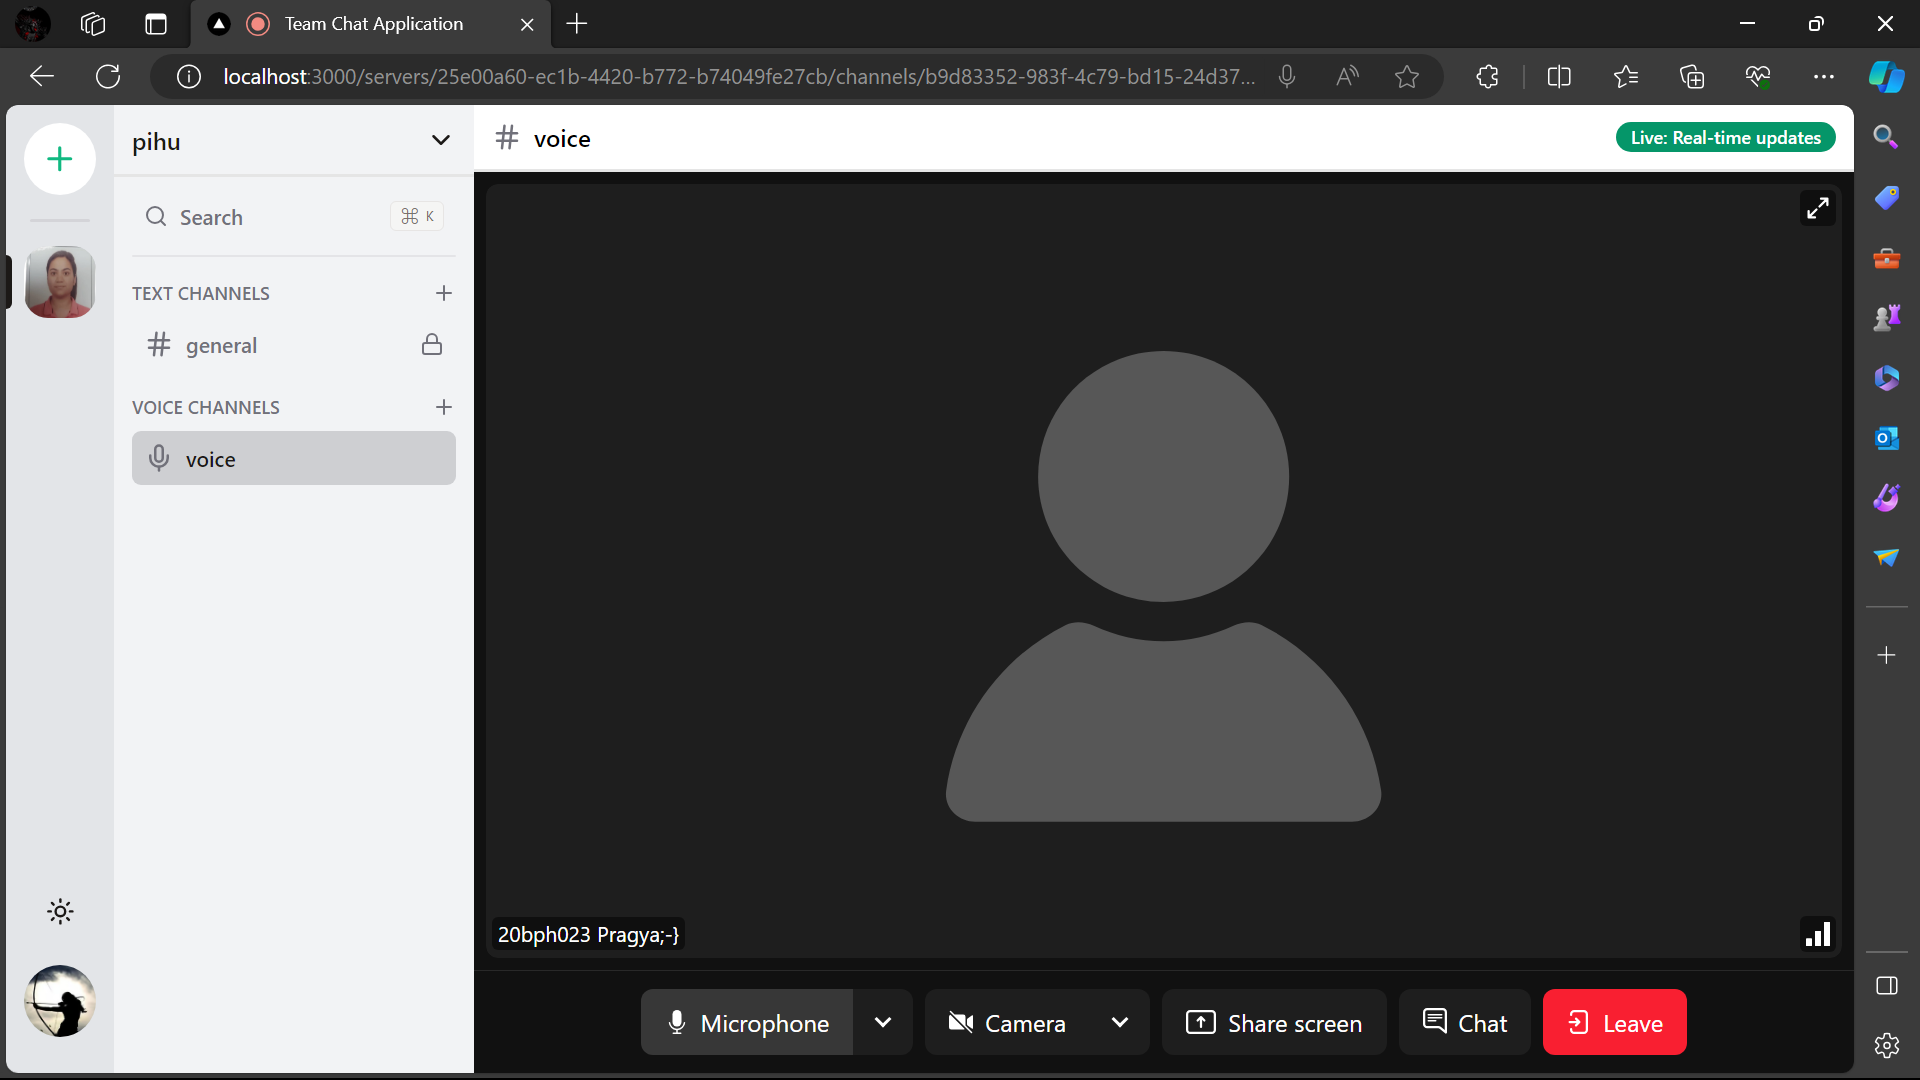 Team Chat Application
localhost:3000/servers/25e00a60-ec1b-4420-b772-b74049fe27cb/channels/b9d83352-983f-4c79-bd15-24d37...
pihu
# voice
Live: Real-time updates
Search
⌘ K
TEXT CHANNELS
# general
VOICE CHANNELS
voice
20bph023 Pragya;-}
Microphone
Camera
Share screen
Chat
Leave